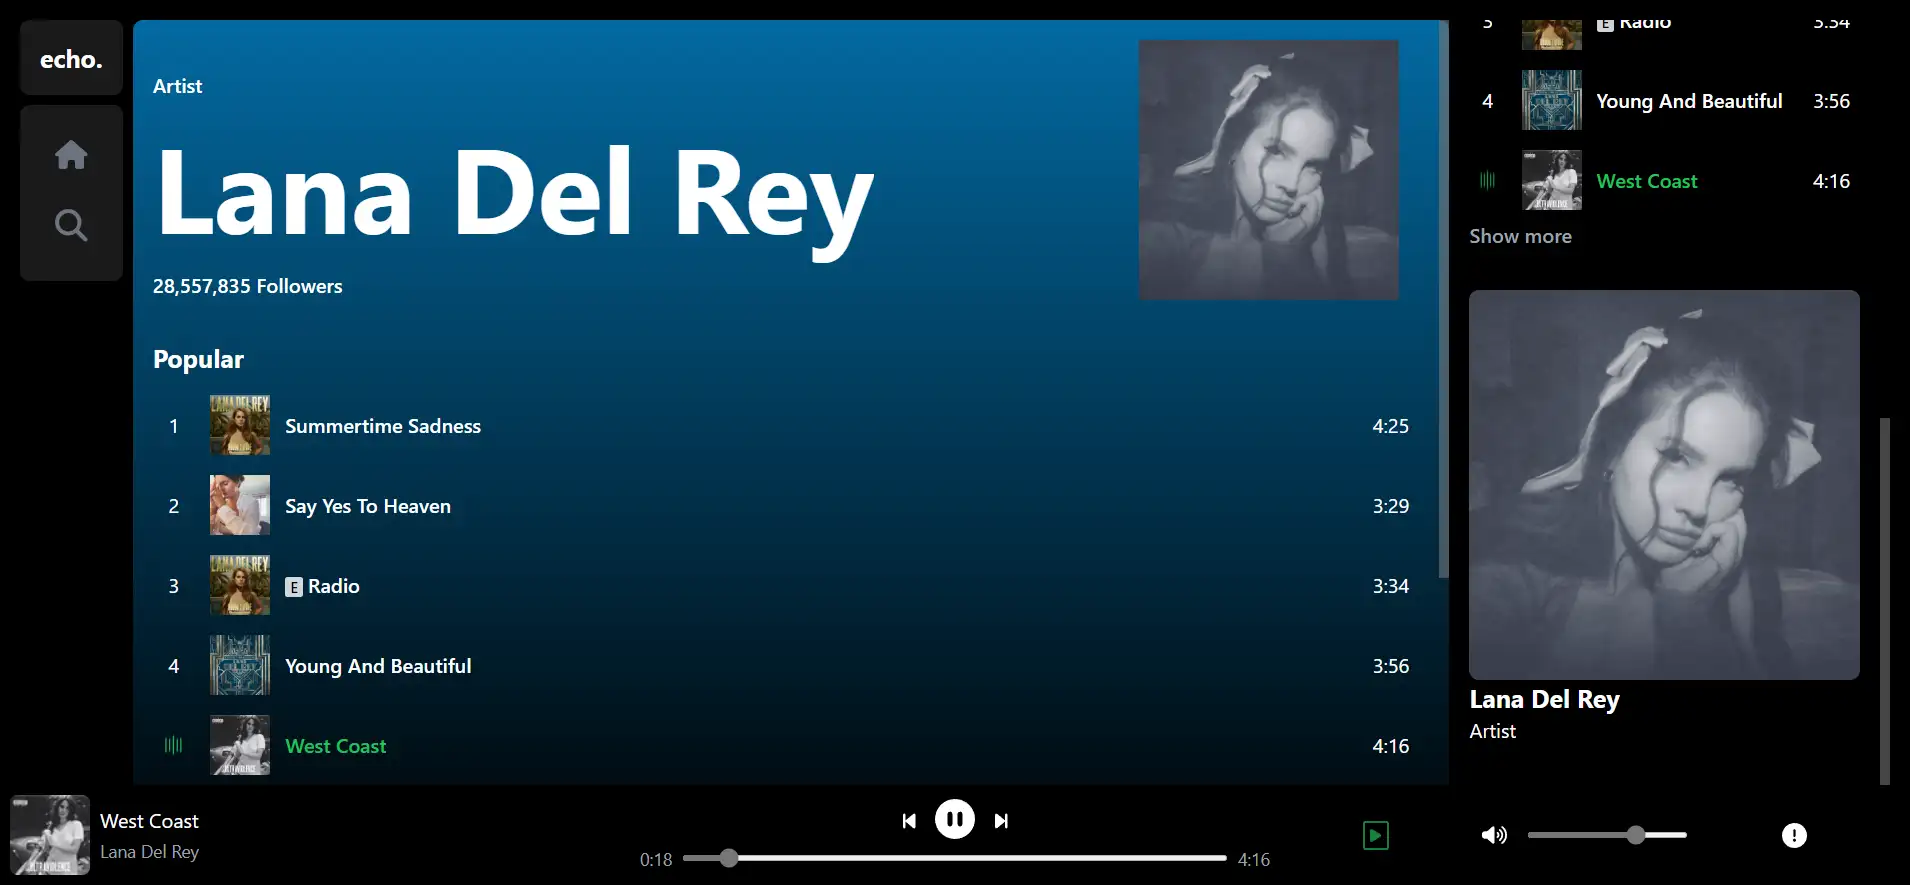 echo.
Artist
Lana Del Rey
28,557,835 Followers
Popular
1 Summertime Sadness 4:25
2 Say Yes To Heaven 3:29
3 E Radio 3:34
4 Young And Beautiful 3:56
West Coast 4:16
3 E Radio 3:34
4 Young And Beautiful 3:56
West Coast 4:16
Show more
Lana Del Rey
Artist
West Coast
Lana Del Rey
0:18 4:16